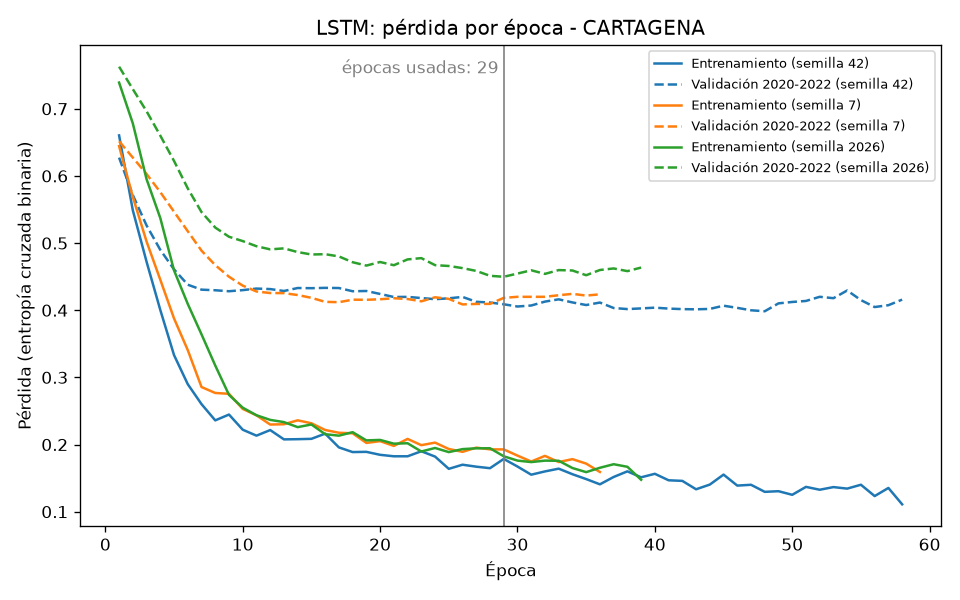 LSTM: pérdida por época - CARTAGENA
épocas usadas: 29
Entrenamiento (semilla 42)
Validación 2020-2022 (semilla 42)
Entrenamiento (semilla 7)
Validación 2020-2022 (semilla 7)
Entrenamiento (semilla 2026)
Validación 2020-2022 (semilla 2026)
Pérdida (entropía cruzada binaria)
0.7
0.6
0.5
0.4
0.3
0.2
0.1
0 10 20 30 40 50 60
Época